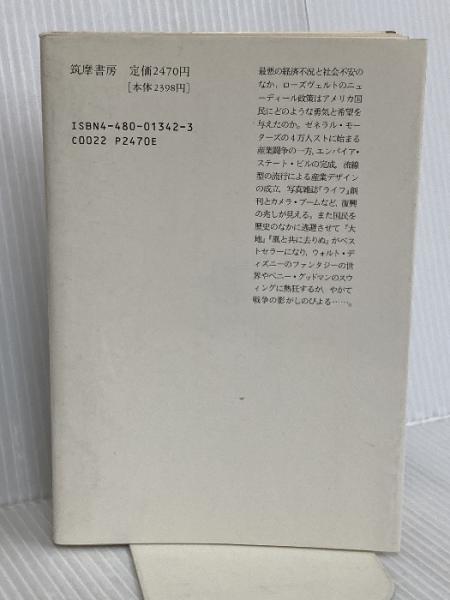 筑摩書房　定価2470円
［本体2398円］
ISBN4-480-01342-3
C0022 P2470E
最悪の経済不況と社会不安の
なか，ローズヴェルトのニュ
ーディール政策はアメリカ国
民にどのような勇気と希望を
与えたのか。ゼネラル・モー
ターズの４万人ストに始まる
産業闘争の一方，エンパイア・
ステート・ビルの完成，流線
型の流行による産業デザイン
の成立，写真雑誌『ライフ』創
刊とカメラ・ブームなど，復興
の兆しが見える。また国民を
歴史のなかに逃避させて『大
地』『風と共に去りぬ』がベス
トセラーになり，ウォルト・デ
ィズニーのファンタジーの世
界やベニー・グッドマンのスウ
ィングに熱狂するが，やがて
戦争の影がしのびよる……。